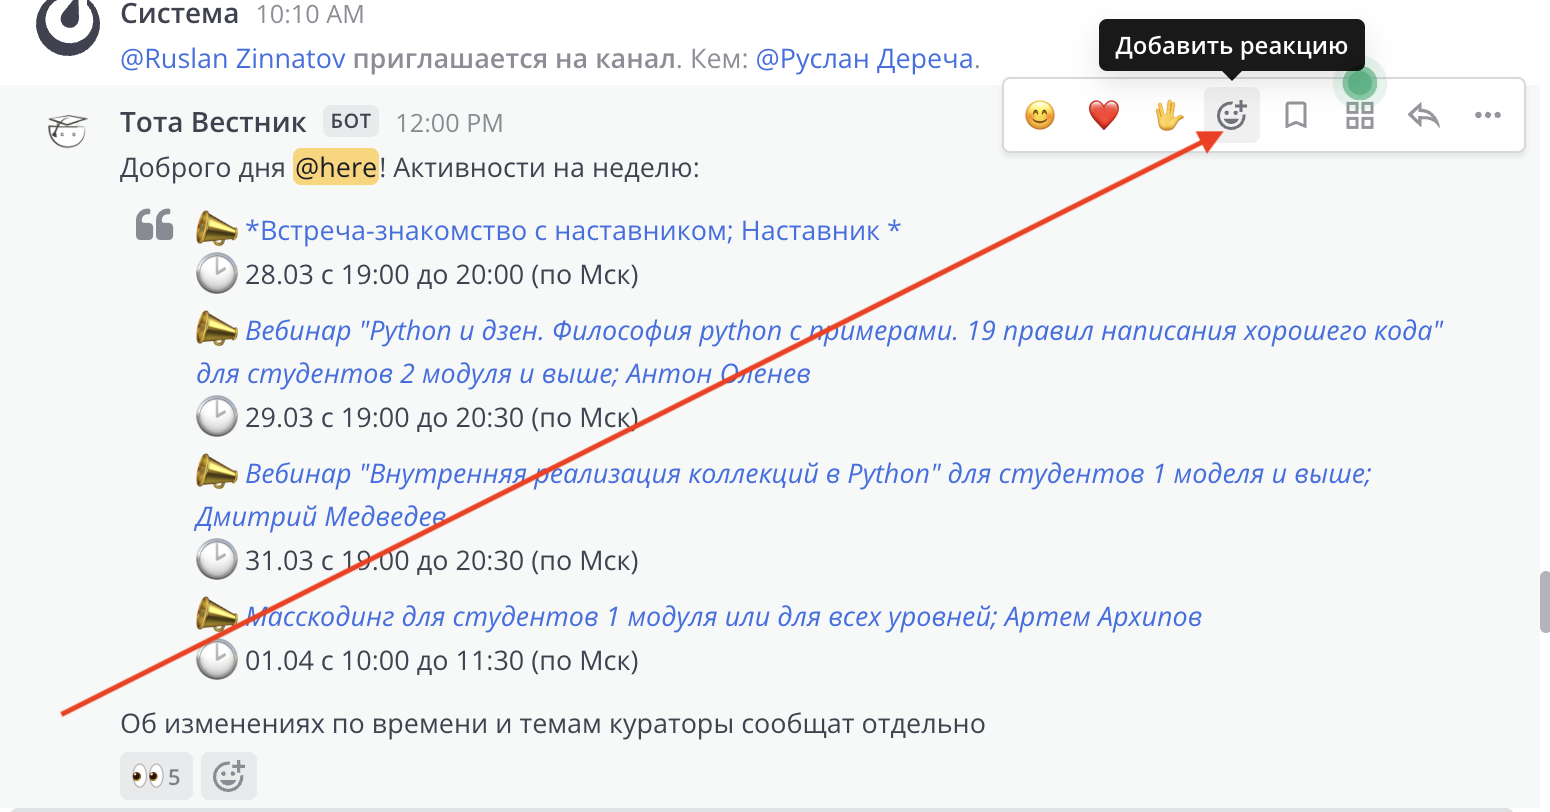 Система 10:10 AM
@Ruslan Zinnatov приглашается на канал. Кем: @Руслан Дереча.
Добавить реакцию
Тота Вестник БОТ 12:00 PM
Доброго дня @here! Активности на неделю:
*Встреча-знакомство с наставником; Наставник *
28.03 с 19:00 до 20:00 (по Мск)
Вебинар "Python и дзен. Философия python с примерами. 19 правил написания хорошего кода"
для студентов 2 модуля и выше; Антон Оленев
29.03 с 19:00 до 20:30 (по Мск)
Вебинар "Внутренняя реализация коллекций в Python" для студентов 1 моделя и выше;
Дмитрий Медведев
31.03 с 19:00 до 20:30 (по Мск)
Масскодинг для студентов 1 модуля или для всех уровней; Артем Архипов
01.04 с 10:00 до 11:30 (по Мск)
Об изменениях по времени и темам кураторы сообщат отдельно
5